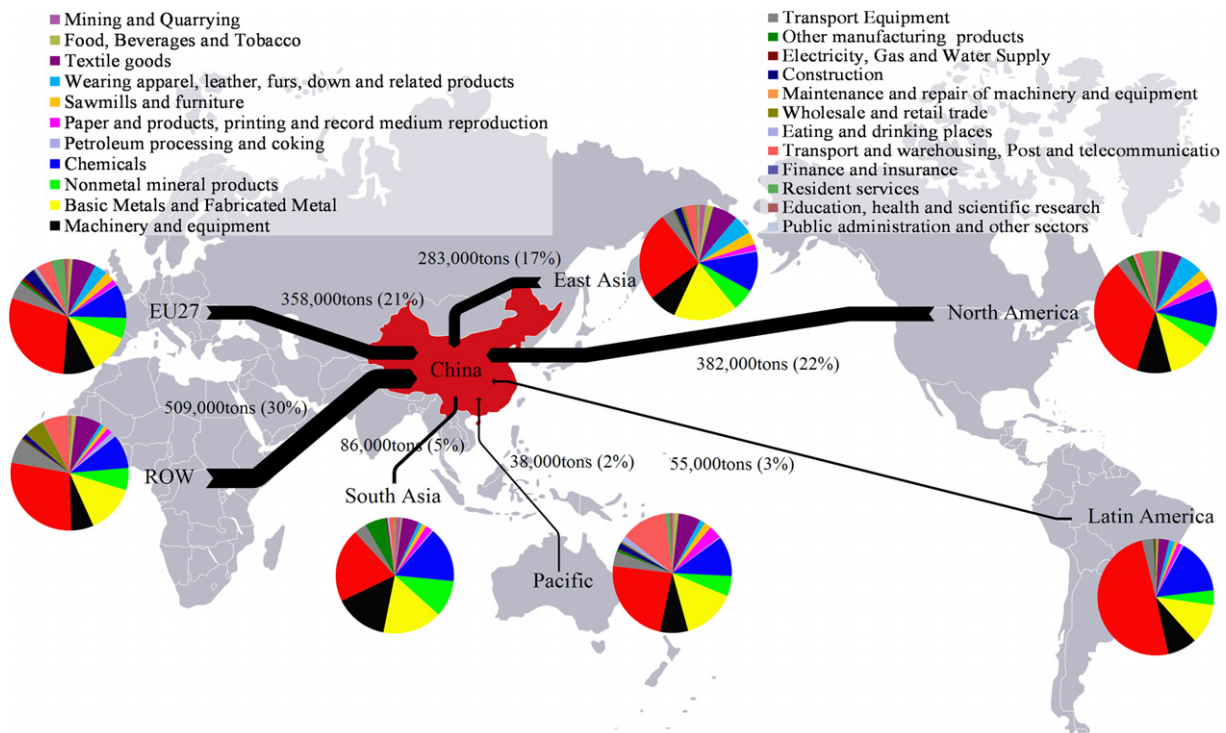 Mining and Quarrying
Food, Beverages and Tobacco
Textile goods
Wearing apparel, leather, furs, down and related products
Sawmills and furniture
Paper and products, printing and record medium reproduction
Petroleum processing and coking
Chemicals
Nonmetal mineral products
Basic Metals and Fabricated Metal
Machinery and equipment
Transport Equipment
Other manufacturing products
Electricity, Gas and Water Supply
Construction
Maintenance and repair of machinery and equipment
Wholesale and retail trade
Eating and drinking places
Transport and warehousing, Post and telecommunicatio
Finance and insurance
Resident services
Education, health and scientific research
Public administration and other sectors
283,000tons (17%)
East Asia
358,000tons (21%)
EU27
North America
382,000tons (22%)
China
509,000tons (30%)
ROW
86,000tons (5%)
South Asia
38,000tons (2%)
Pacific
55,000tons (3%)
Latin America